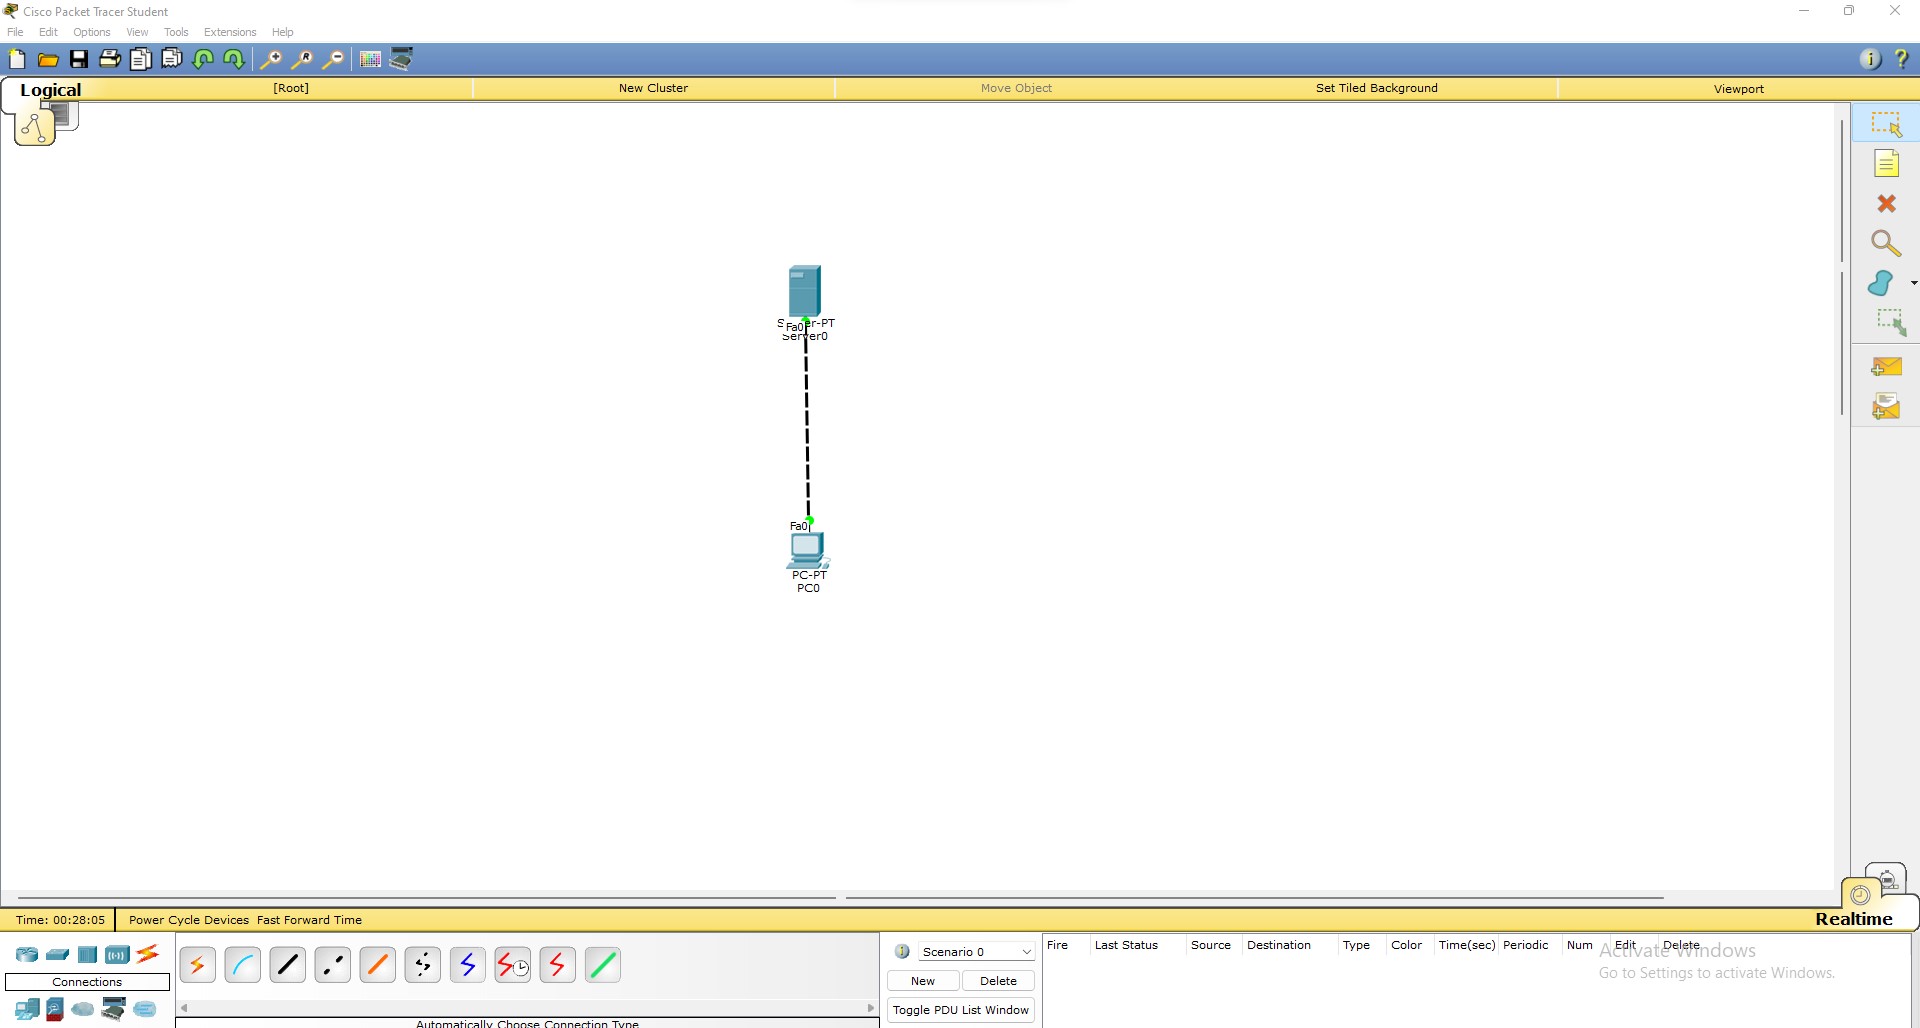 Cisco Packet Tracer Student
File Edit Options View Tools Extensions Help
Logical [Root] New Cluster Move Object Set Tiled Background Viewport
Fa0 er-PT
Server0
Fa0
PC-PT
PC0
Time: 00:28:05 Power Cycle Devices Fast Forward Time Realtime
Connections
Automatically Choose Connection Type
Scenario 0
New Delete
Toggle PDU List Window
Fire Last Status Source Destination Type Color Time(sec) Periodic Num Edit Delete
Activate Windows
Go to Settings to activate Windows.